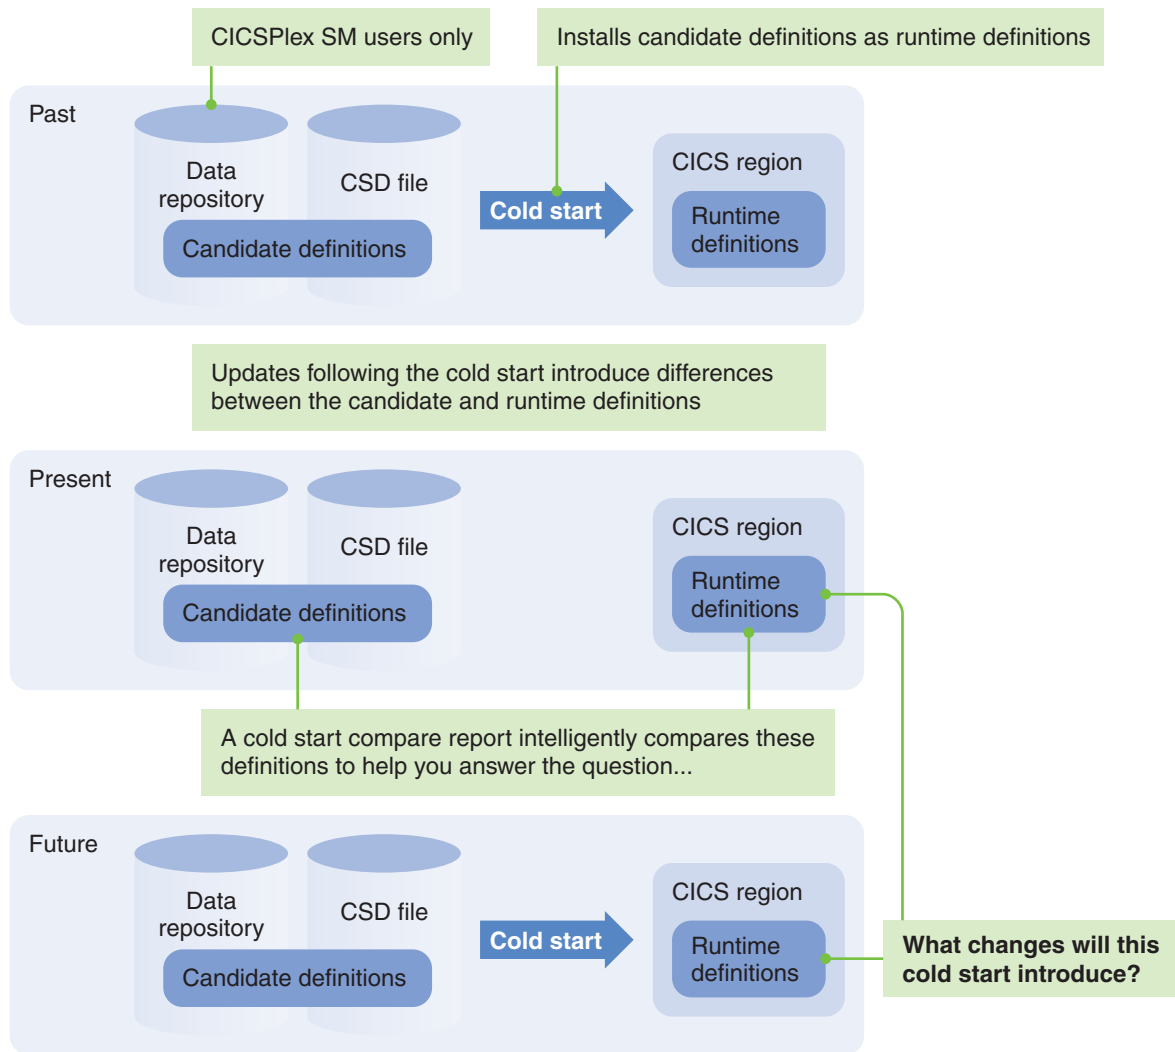 CICSPlex SM users only
Installs candidate definitions as runtime definitions
Past
Data
repository
CSD file
Candidate definitions
Cold start
CICS region
Runtime
definitions
Updates following the cold start introduce differences
between the candidate and runtime definitions
Present
Data
repository
CSD file
Candidate definitions
CICS region
Runtime
definitions
A cold start compare report intelligently compares these
definitions to help you answer the question...
Future
Data
repository
CSD file
Candidate definitions
Cold start
CICS region
Runtime
definitions
What changes will this
cold start introduce?